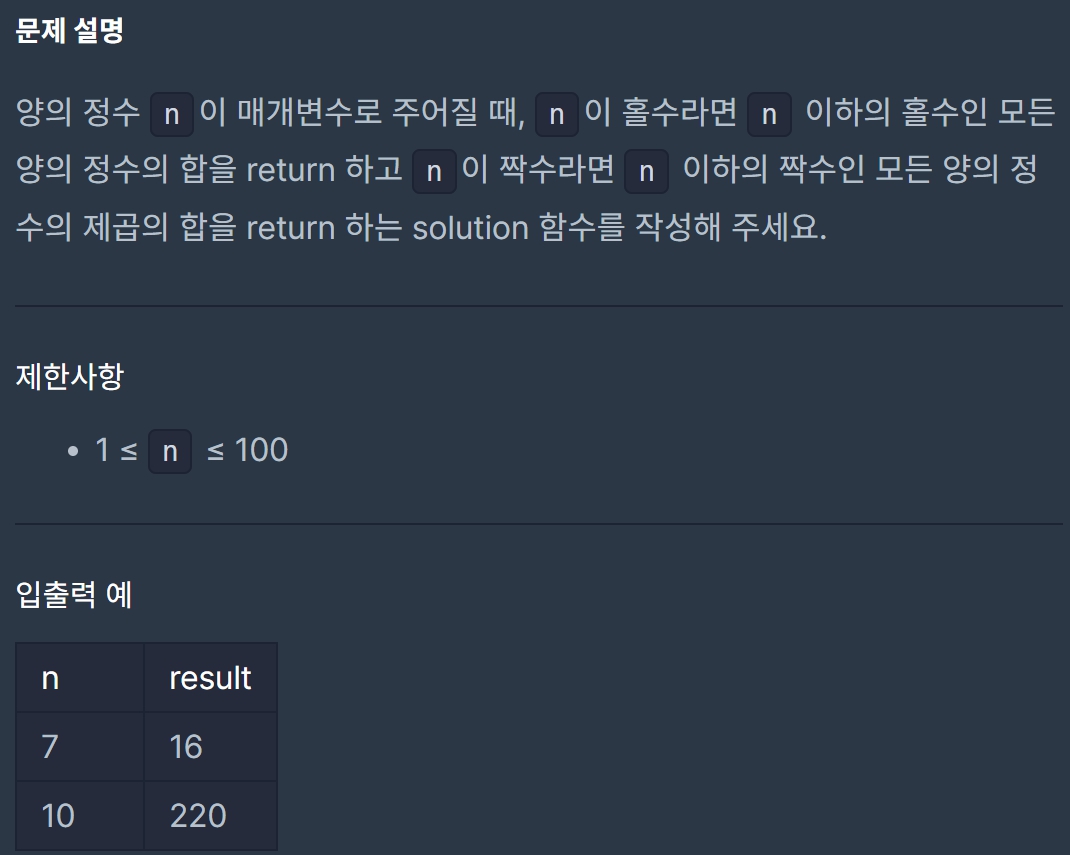 문제 설명
양의 정수 n이 매개변수로 주어질 때, n이 홀수라면 n 이하의 홀수인 모든
양의 정수의 합을 return 하고 n이 짝수라면 n 이하의 짝수인 모든 양의 정
수의 제곱의 합을 return 하는 solution 함수를 작성해 주세요.
제한사항
• 1 ≤ n ≤ 100
입출력 예
n result
7 16
10 220